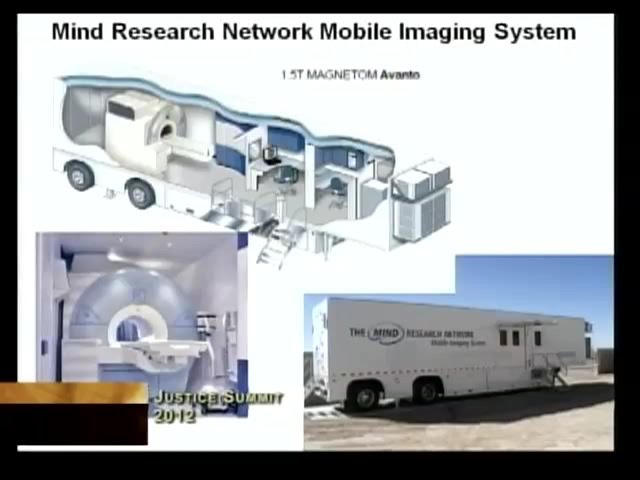 Mind Research Network Mobile Imaging System
1.5T MAGNETOM Avanto
THE MIND RESEARCH NETWORK
Mobile Imaging System
JUSTICE SUMMIT
2012